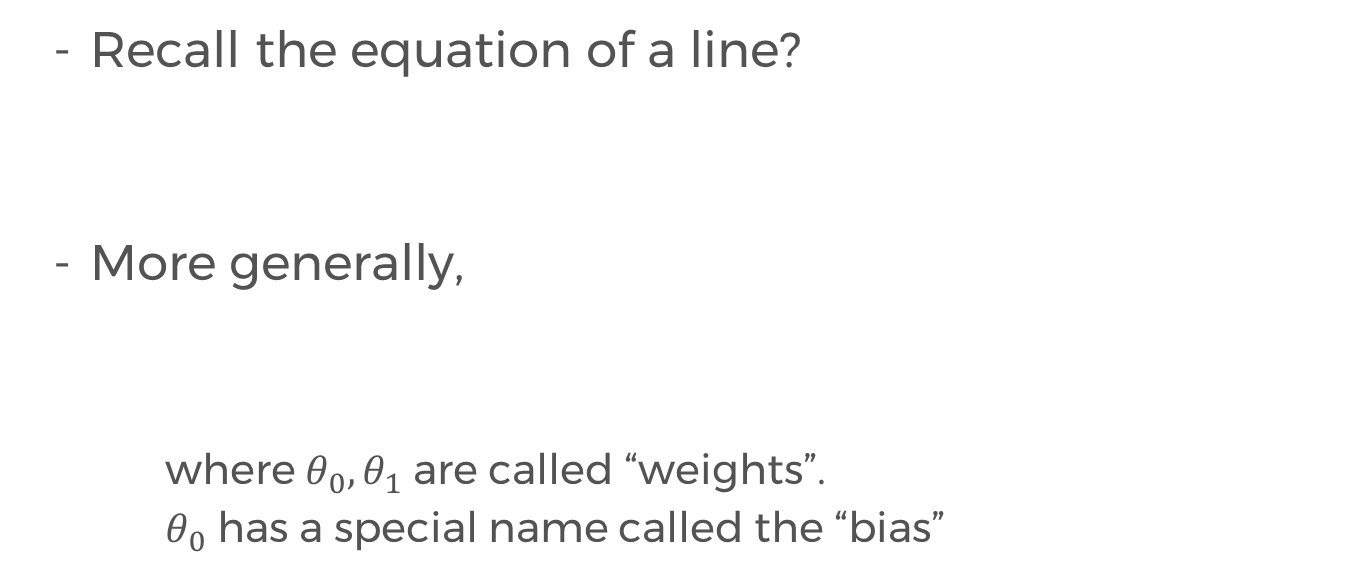 - Recall the equation of a line?
- More generally,
where θ₀, θ₁ are called “weights”.
θ₀ has a special name called the “bias”